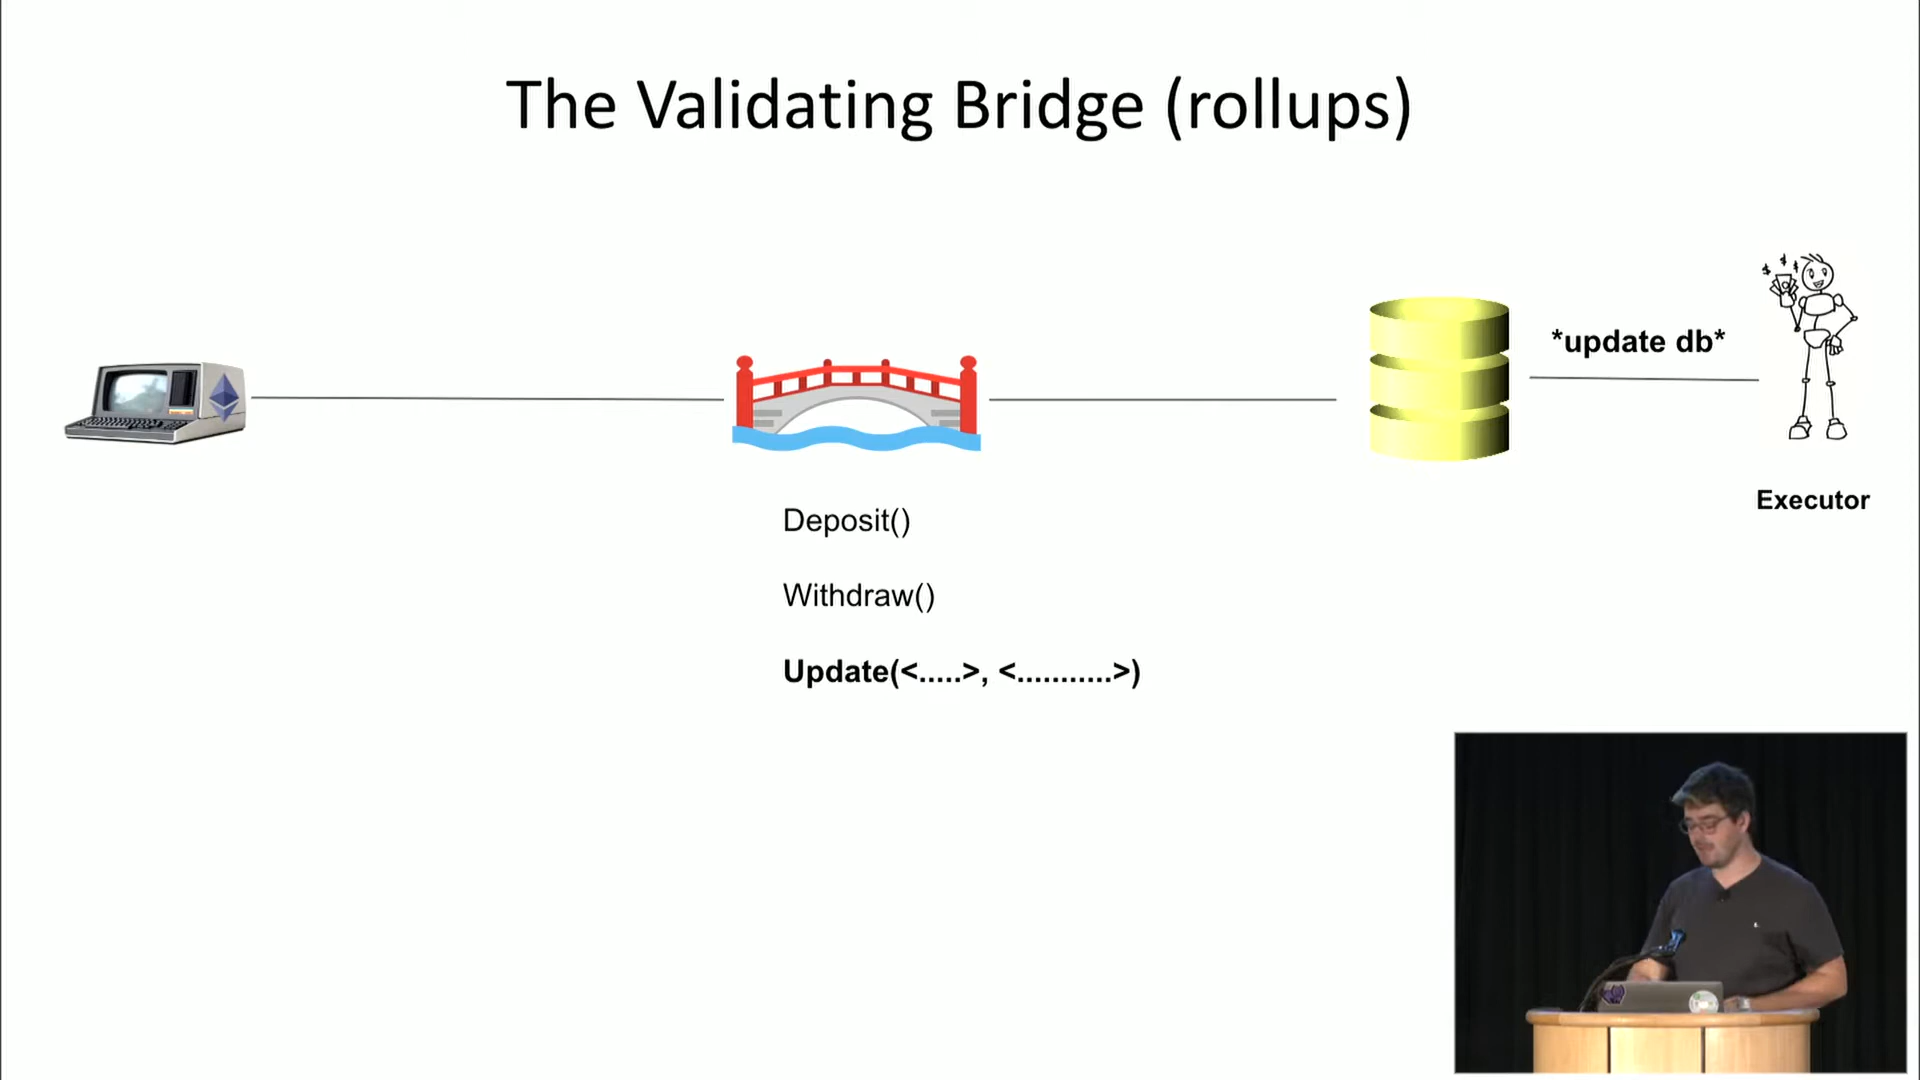 The Validating Bridge (rollups)
*update db*
Executor
Deposit()
Withdraw()
Update(<.....>, <...........>)